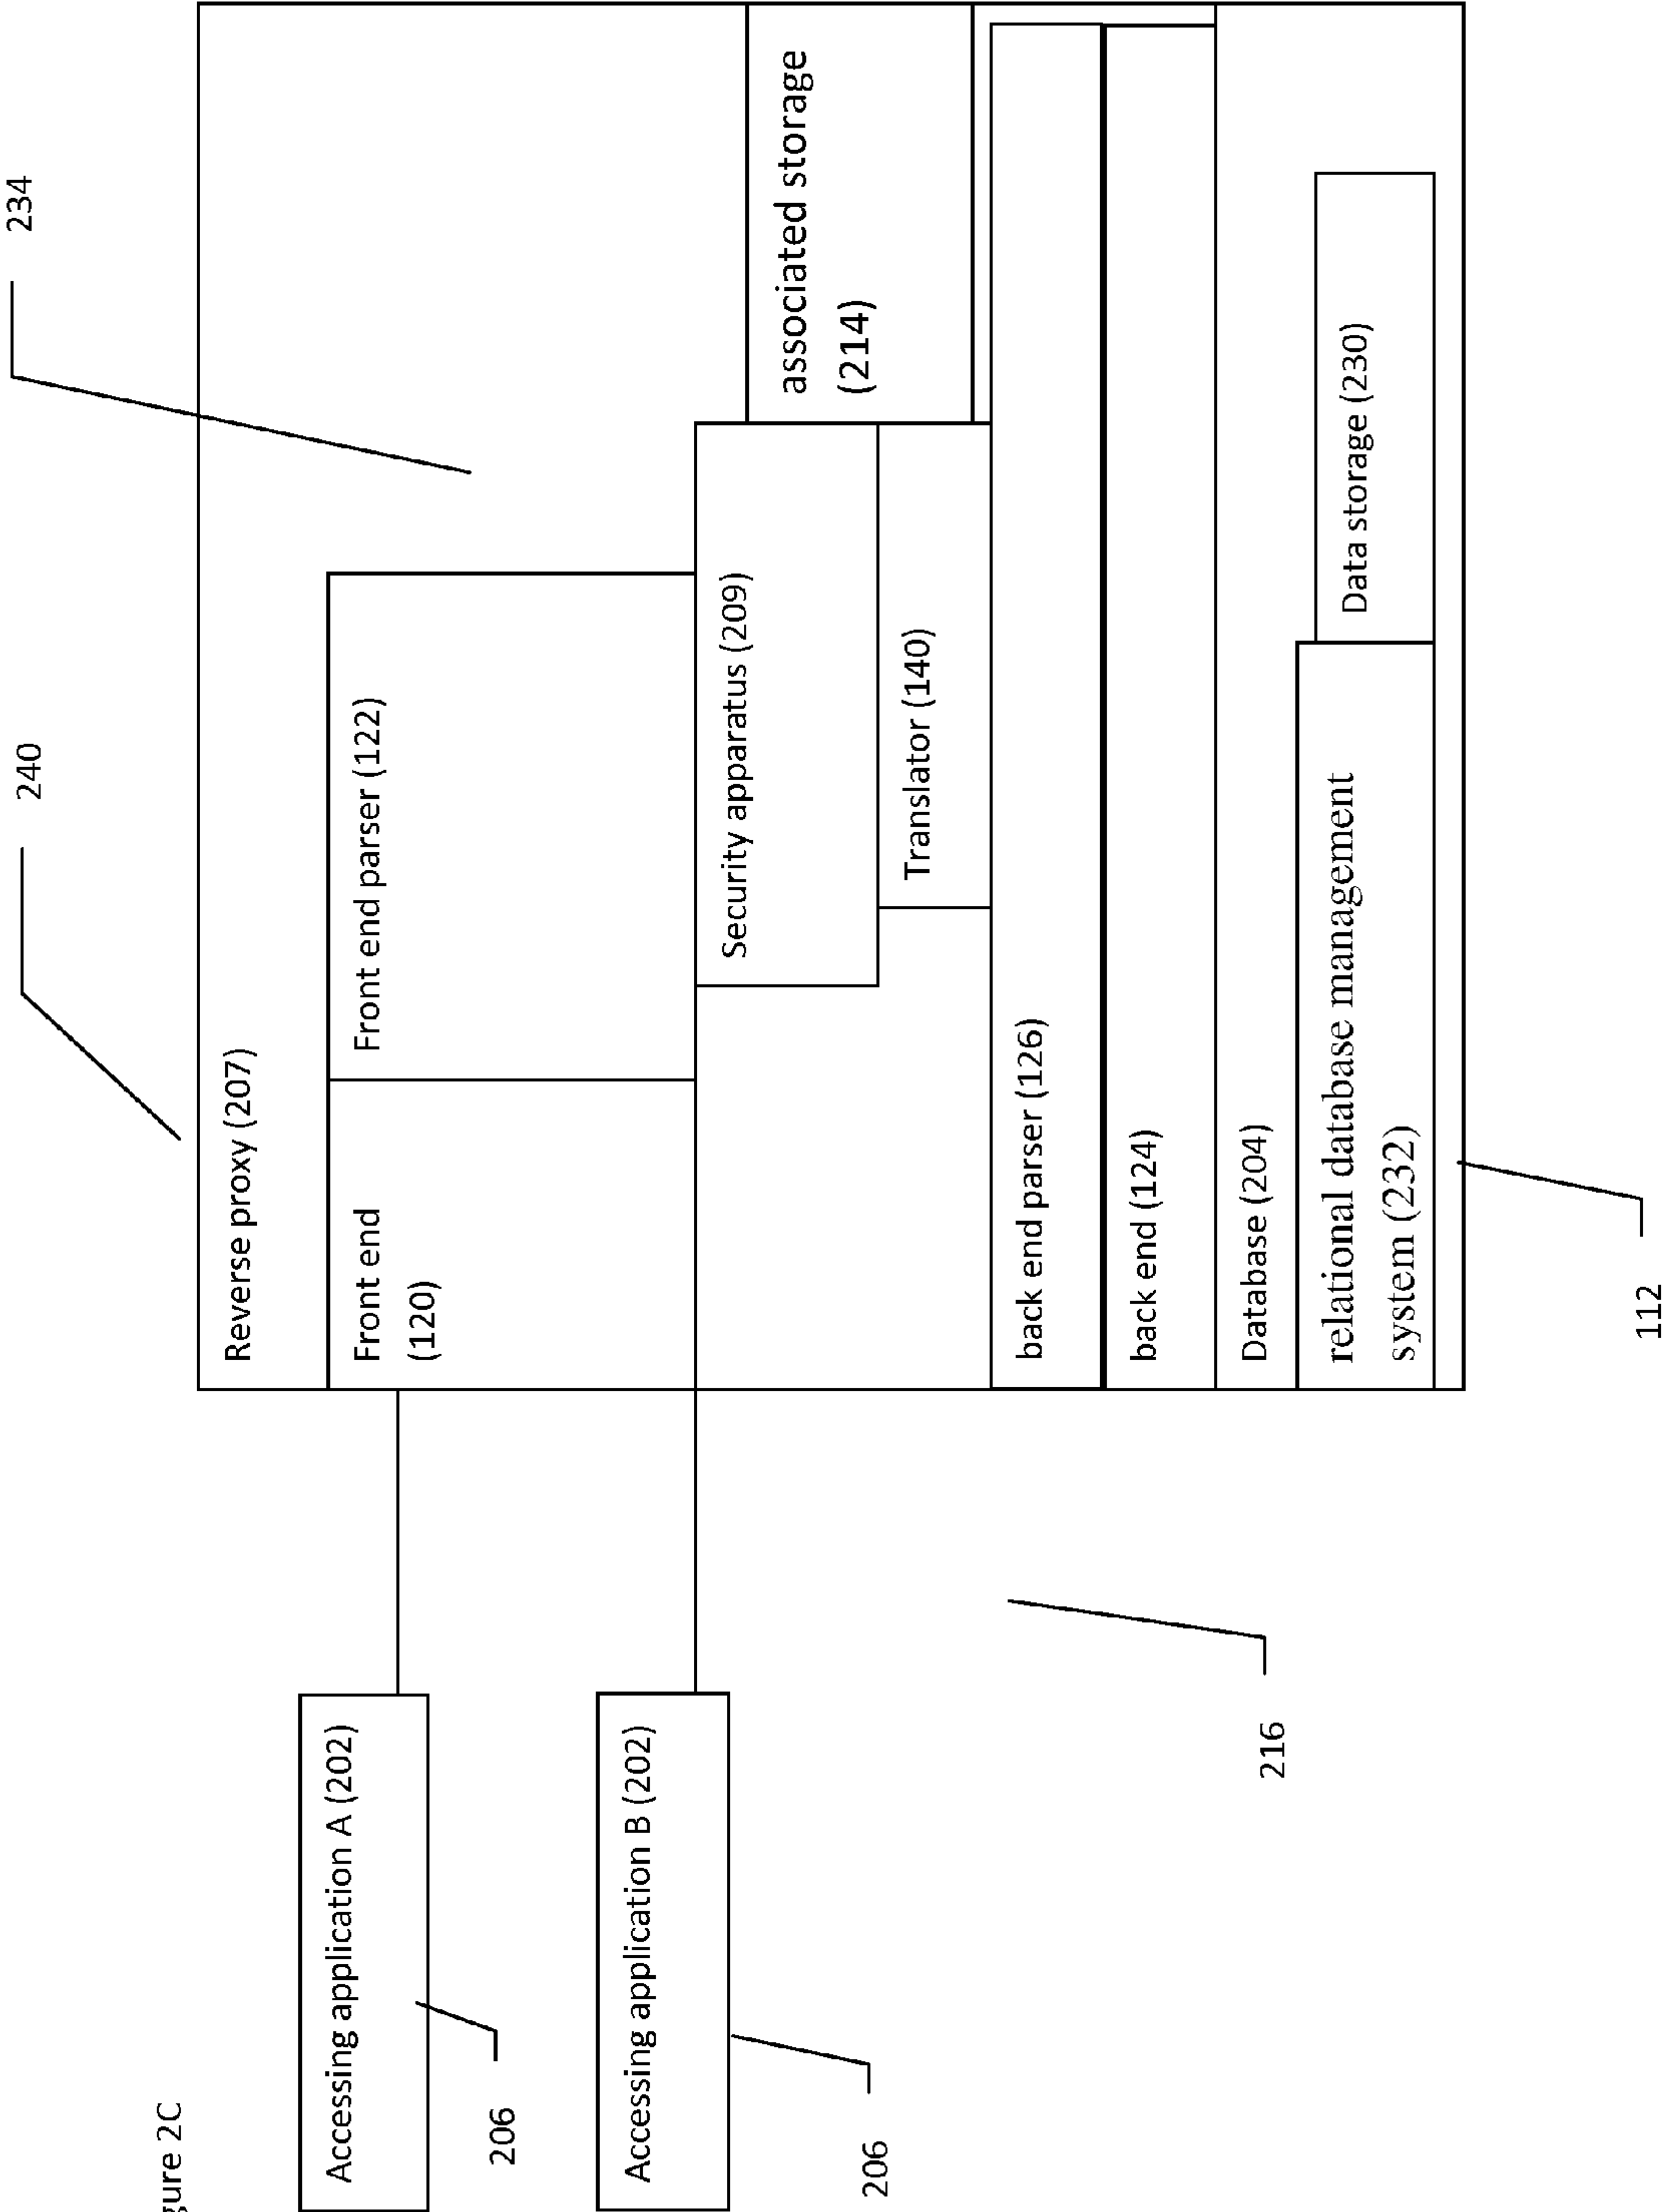 240
234
gure 2C
Reverse proxy (207)
Accessing application A (202)
Front end
(120)
Front end parser (122)
206
Accessing application B (202)
206
Security apparatus (209)
associated storage
(214)
Translator (140)
back end parser (126)
back end (124)
Database (204)
216
relational database management
system (232)
Data storage (230)
112